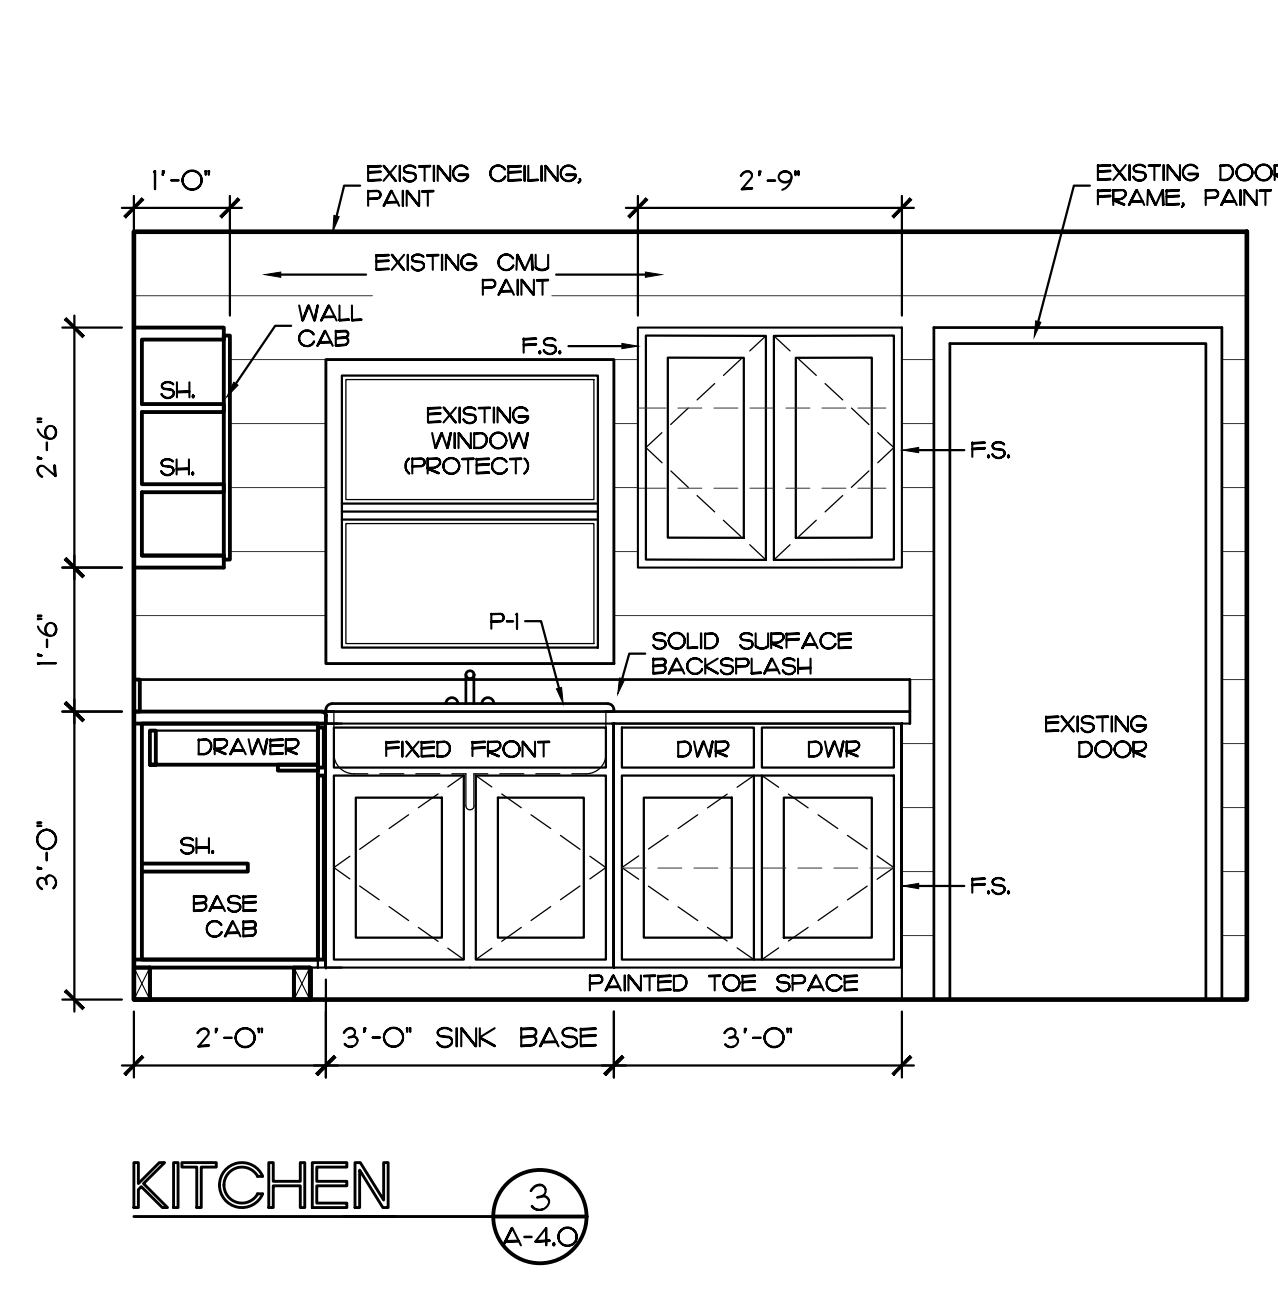 1'-0"
EXISTING CEILING,
PAINT
2'-9"
EXISTING DOOR
FRAME, PAINT
EXISTING CMU
PAINT
WALL
CAB
F.S.
SH.
EXISTING
WINDOW
(PROTECT)
2'-6"
F.S.
SH.
P-1
1'-6"
SOLID SURFACE
BACKSPLASH
EXISTING
DOOR
DRAWER
FIXED FRONT
DWR
DWR
3'-0"
SH.
F.S.
BASE
CAB
PAINTED TOE SPACE
2'-0"
3'-0" SINK BASE
3'-0"
KITCHEN
3
A-4.0